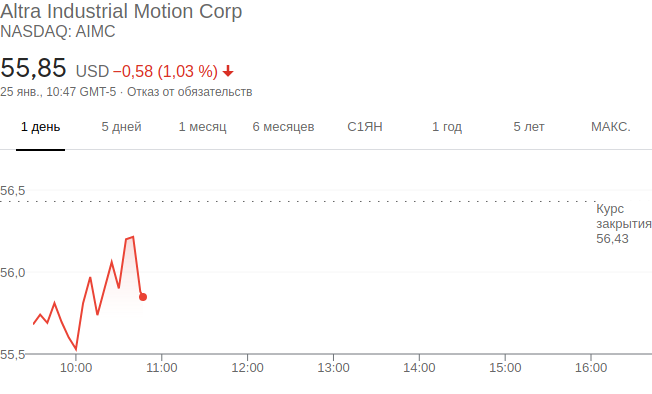 Altra Industrial Motion Corp
NASDAQ: AIMC
55,85 USD −0,58 (1,03 %)
25 янв., 10:47 GMT-5 · Отказ от обязательств
1 день 5 дней 1 месяц 6 месяцев С1ЯН 1 год 5 лет МАКС.
56,5
Курс
закрытия
56,43
56,0
55,5
10:00 11:00 12:00 13:00 14:00 15:00 16:00